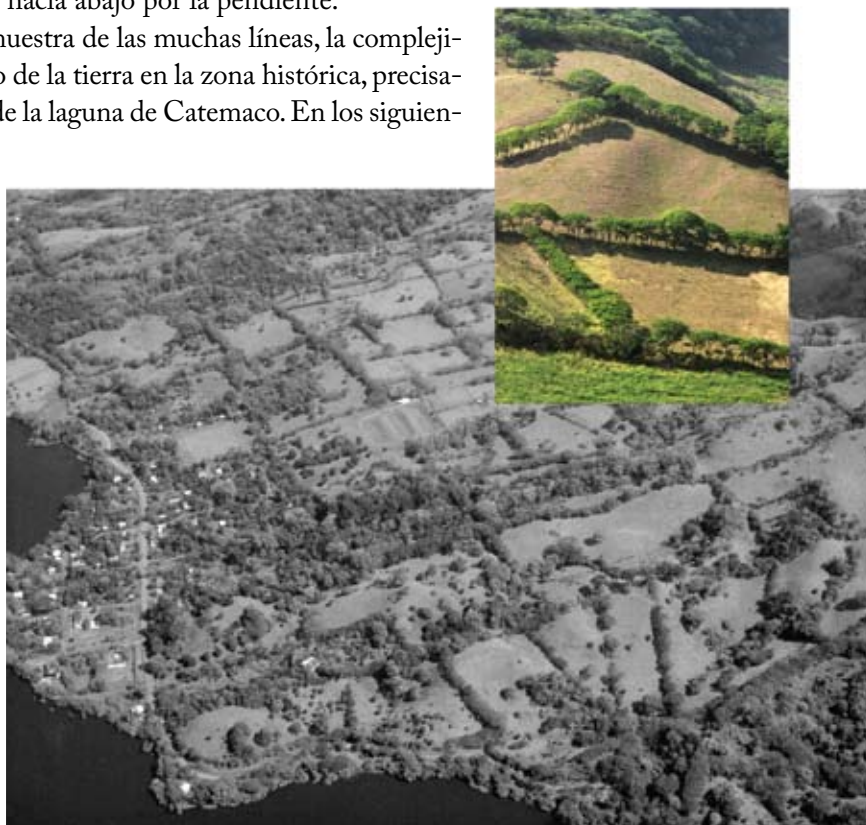 hacia abajo por la pendiente.
muestra de las muchas líneas, la compleji-
o de la tierra en la zona histórica, precisa-
de la laguna de Catemaco. En los siguien-